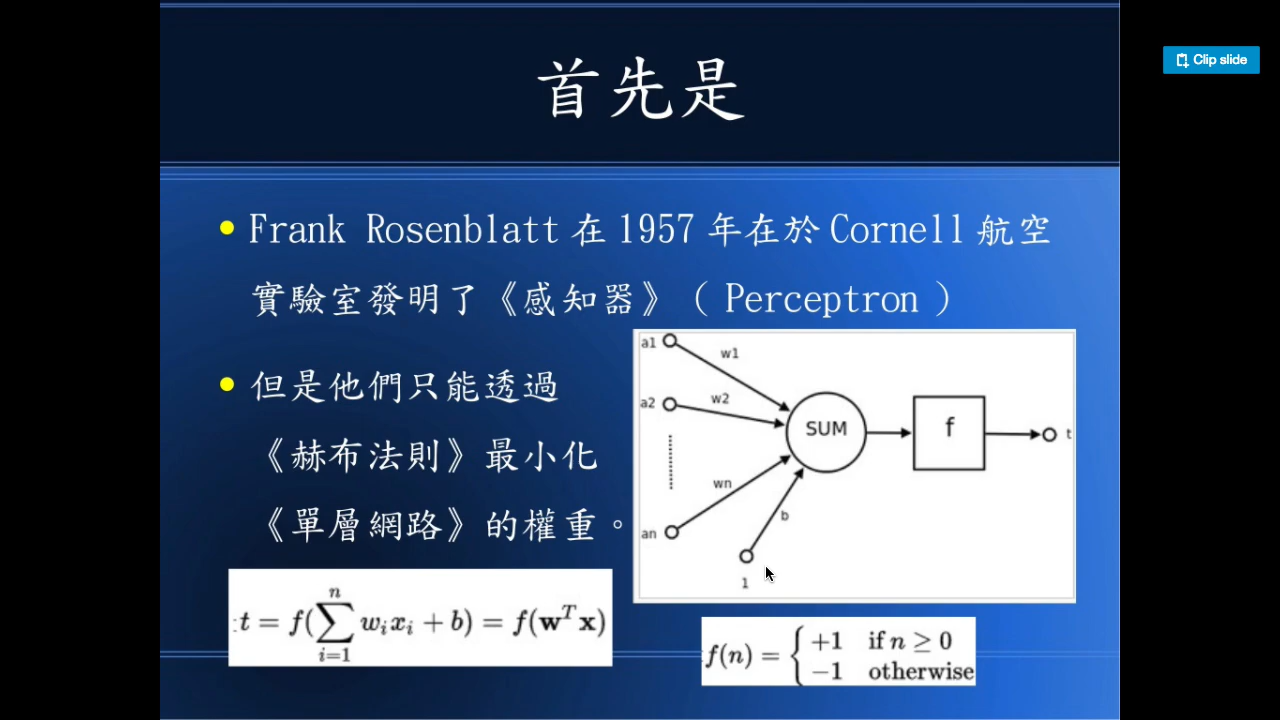 Clip slide
首先是
Frank Rosenblatt 在 1957 年在於 Cornell 航空
實驗室發明了《感知器》( Perceptron )
但是他們只能透過
《赫布法則》最小化
《單層網路》的權重。
a1
w1
a2
w2
SUM
f
t
wn
an
b
1
:t = f(∑_{i=1}^{n} w_i x_i + b) = f(w^T x)
f(n) = { +1 if n ≥ 0
−1 otherwise